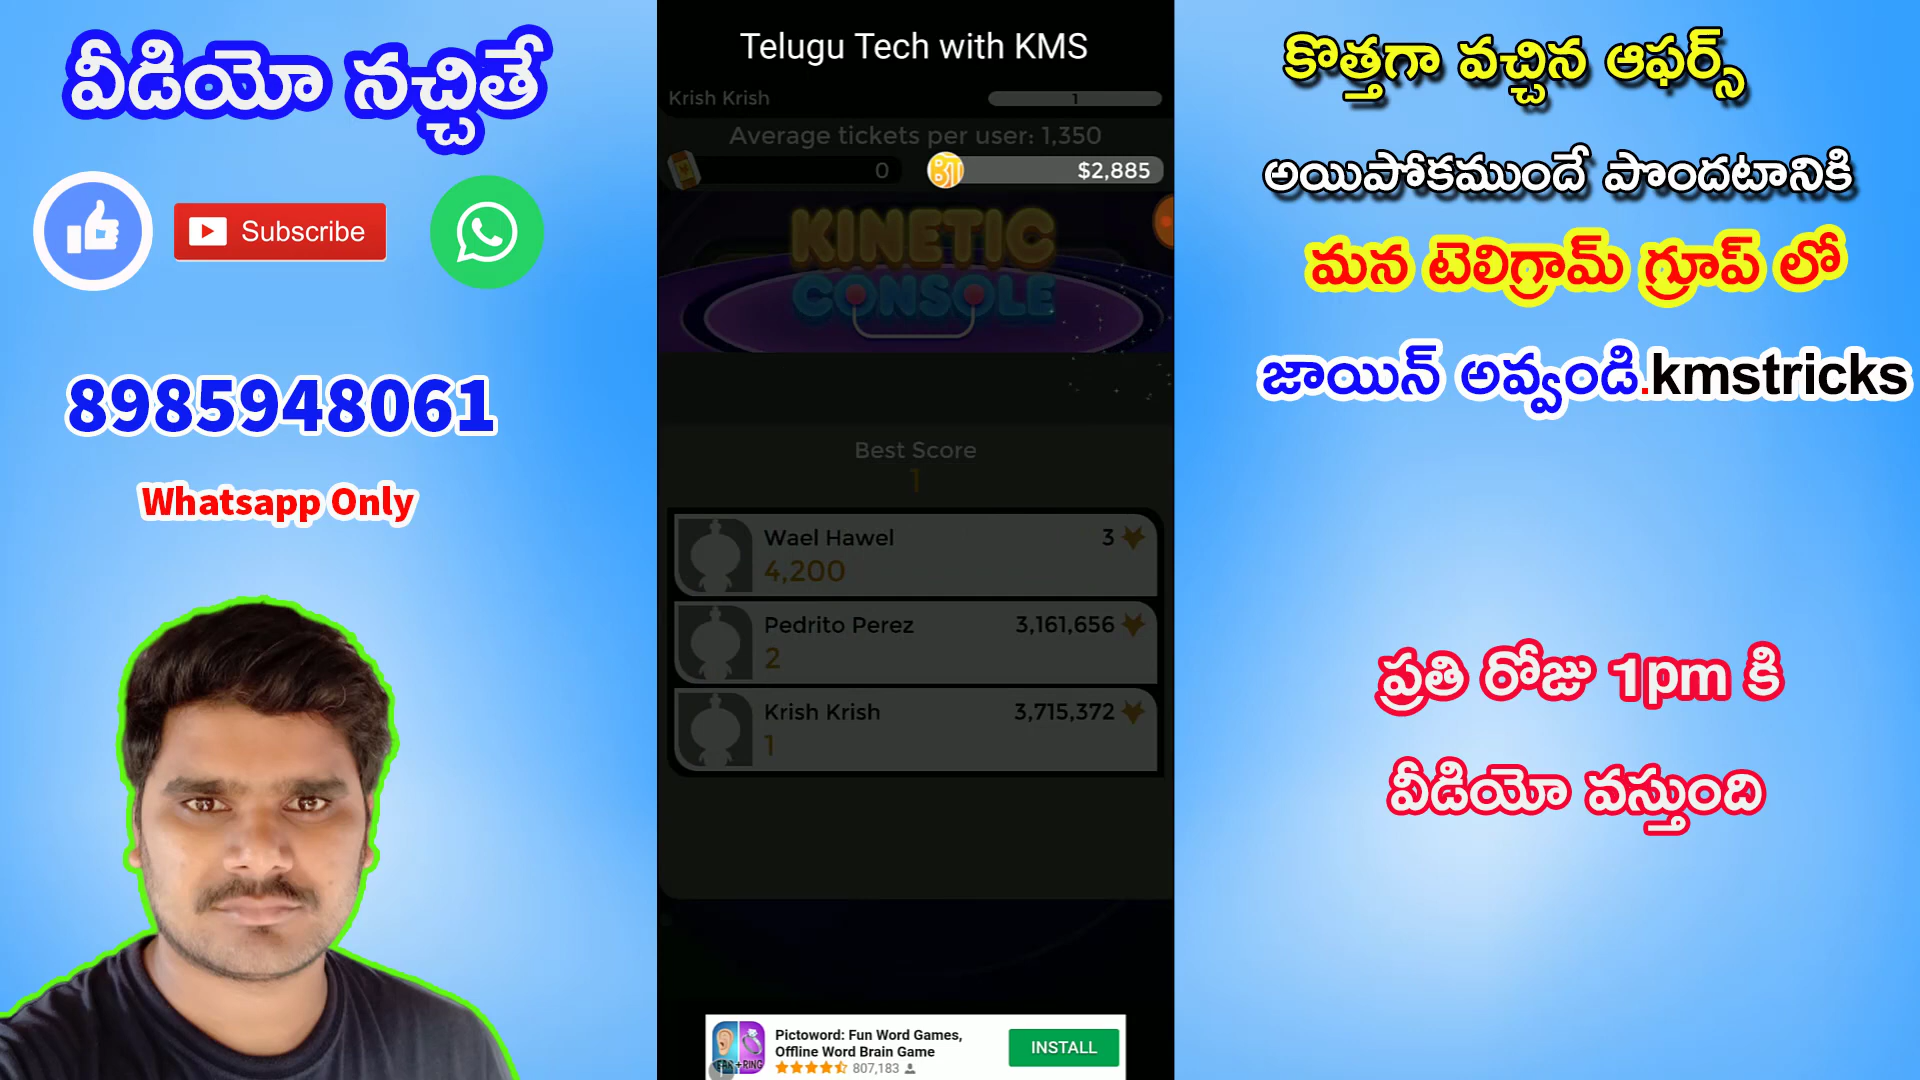 వీడియో నచ్చితే
Subscribe
8985948061
Whatsapp Only
Telugu Tech with KMS
Krish Krish
1
Average tickets per user: 1,350
0
$2,885
KINETIC
CONSOLE
Best Score
1
Wael Hawel 3
4,200
Pedrito Perez 3,161,656
2
Krish Krish 3,715,372
1
Pictoword: Fun Word Games,
Offline Word Brain Game
807,183
INSTALL
కొత్తగా వచ్చిన ఆఫర్స్
అయిపోకముందే పొందటానికి
మన టెలిగ్రామ్ గ్రూప్ లో
జాయిన్ అవ్వండి.kmstricks
ప్రతి రోజు 1pm కి
వీడియో వస్తుంది